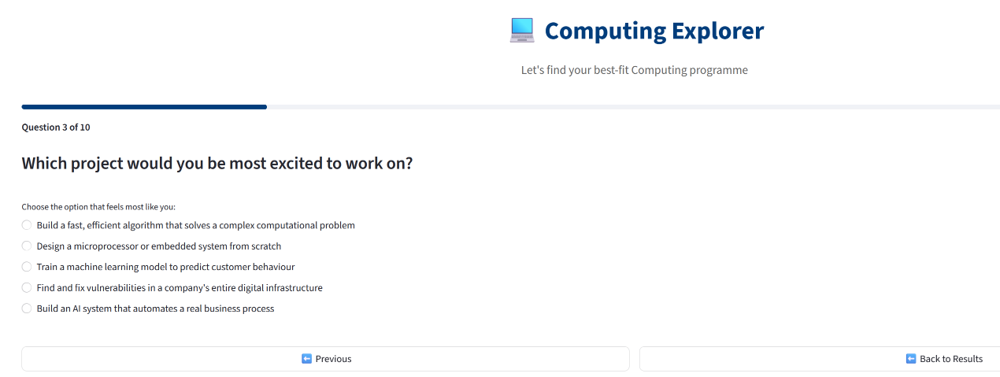 Computing Explorer
Let's find your best-fit Computing programme
Question 3 of 10
Which project would you be most excited to work on?
Choose the option that feels most like you:
Build a fast, efficient algorithm that solves a complex computational problem
Design a microprocessor or embedded system from scratch
Train a machine learning model to predict customer behaviour
Find and fix vulnerabilities in a company's entire digital infrastructure
Build an AI system that automates a real business process
Previous
Back to Results